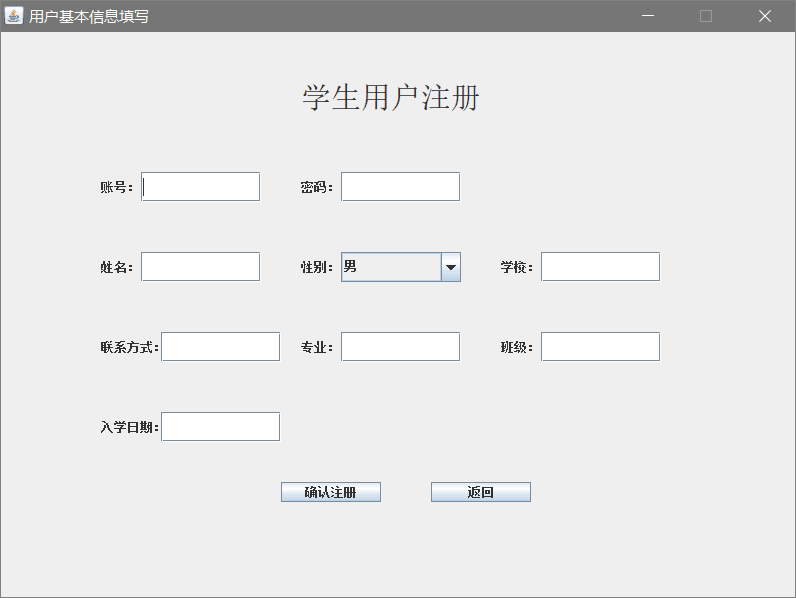 用户基本信息填写
学生用户注册
账号： 密码：
姓名： 性别： 男 学校：
联系方式： 专业： 班级：
入学日期：
确认注册 返回